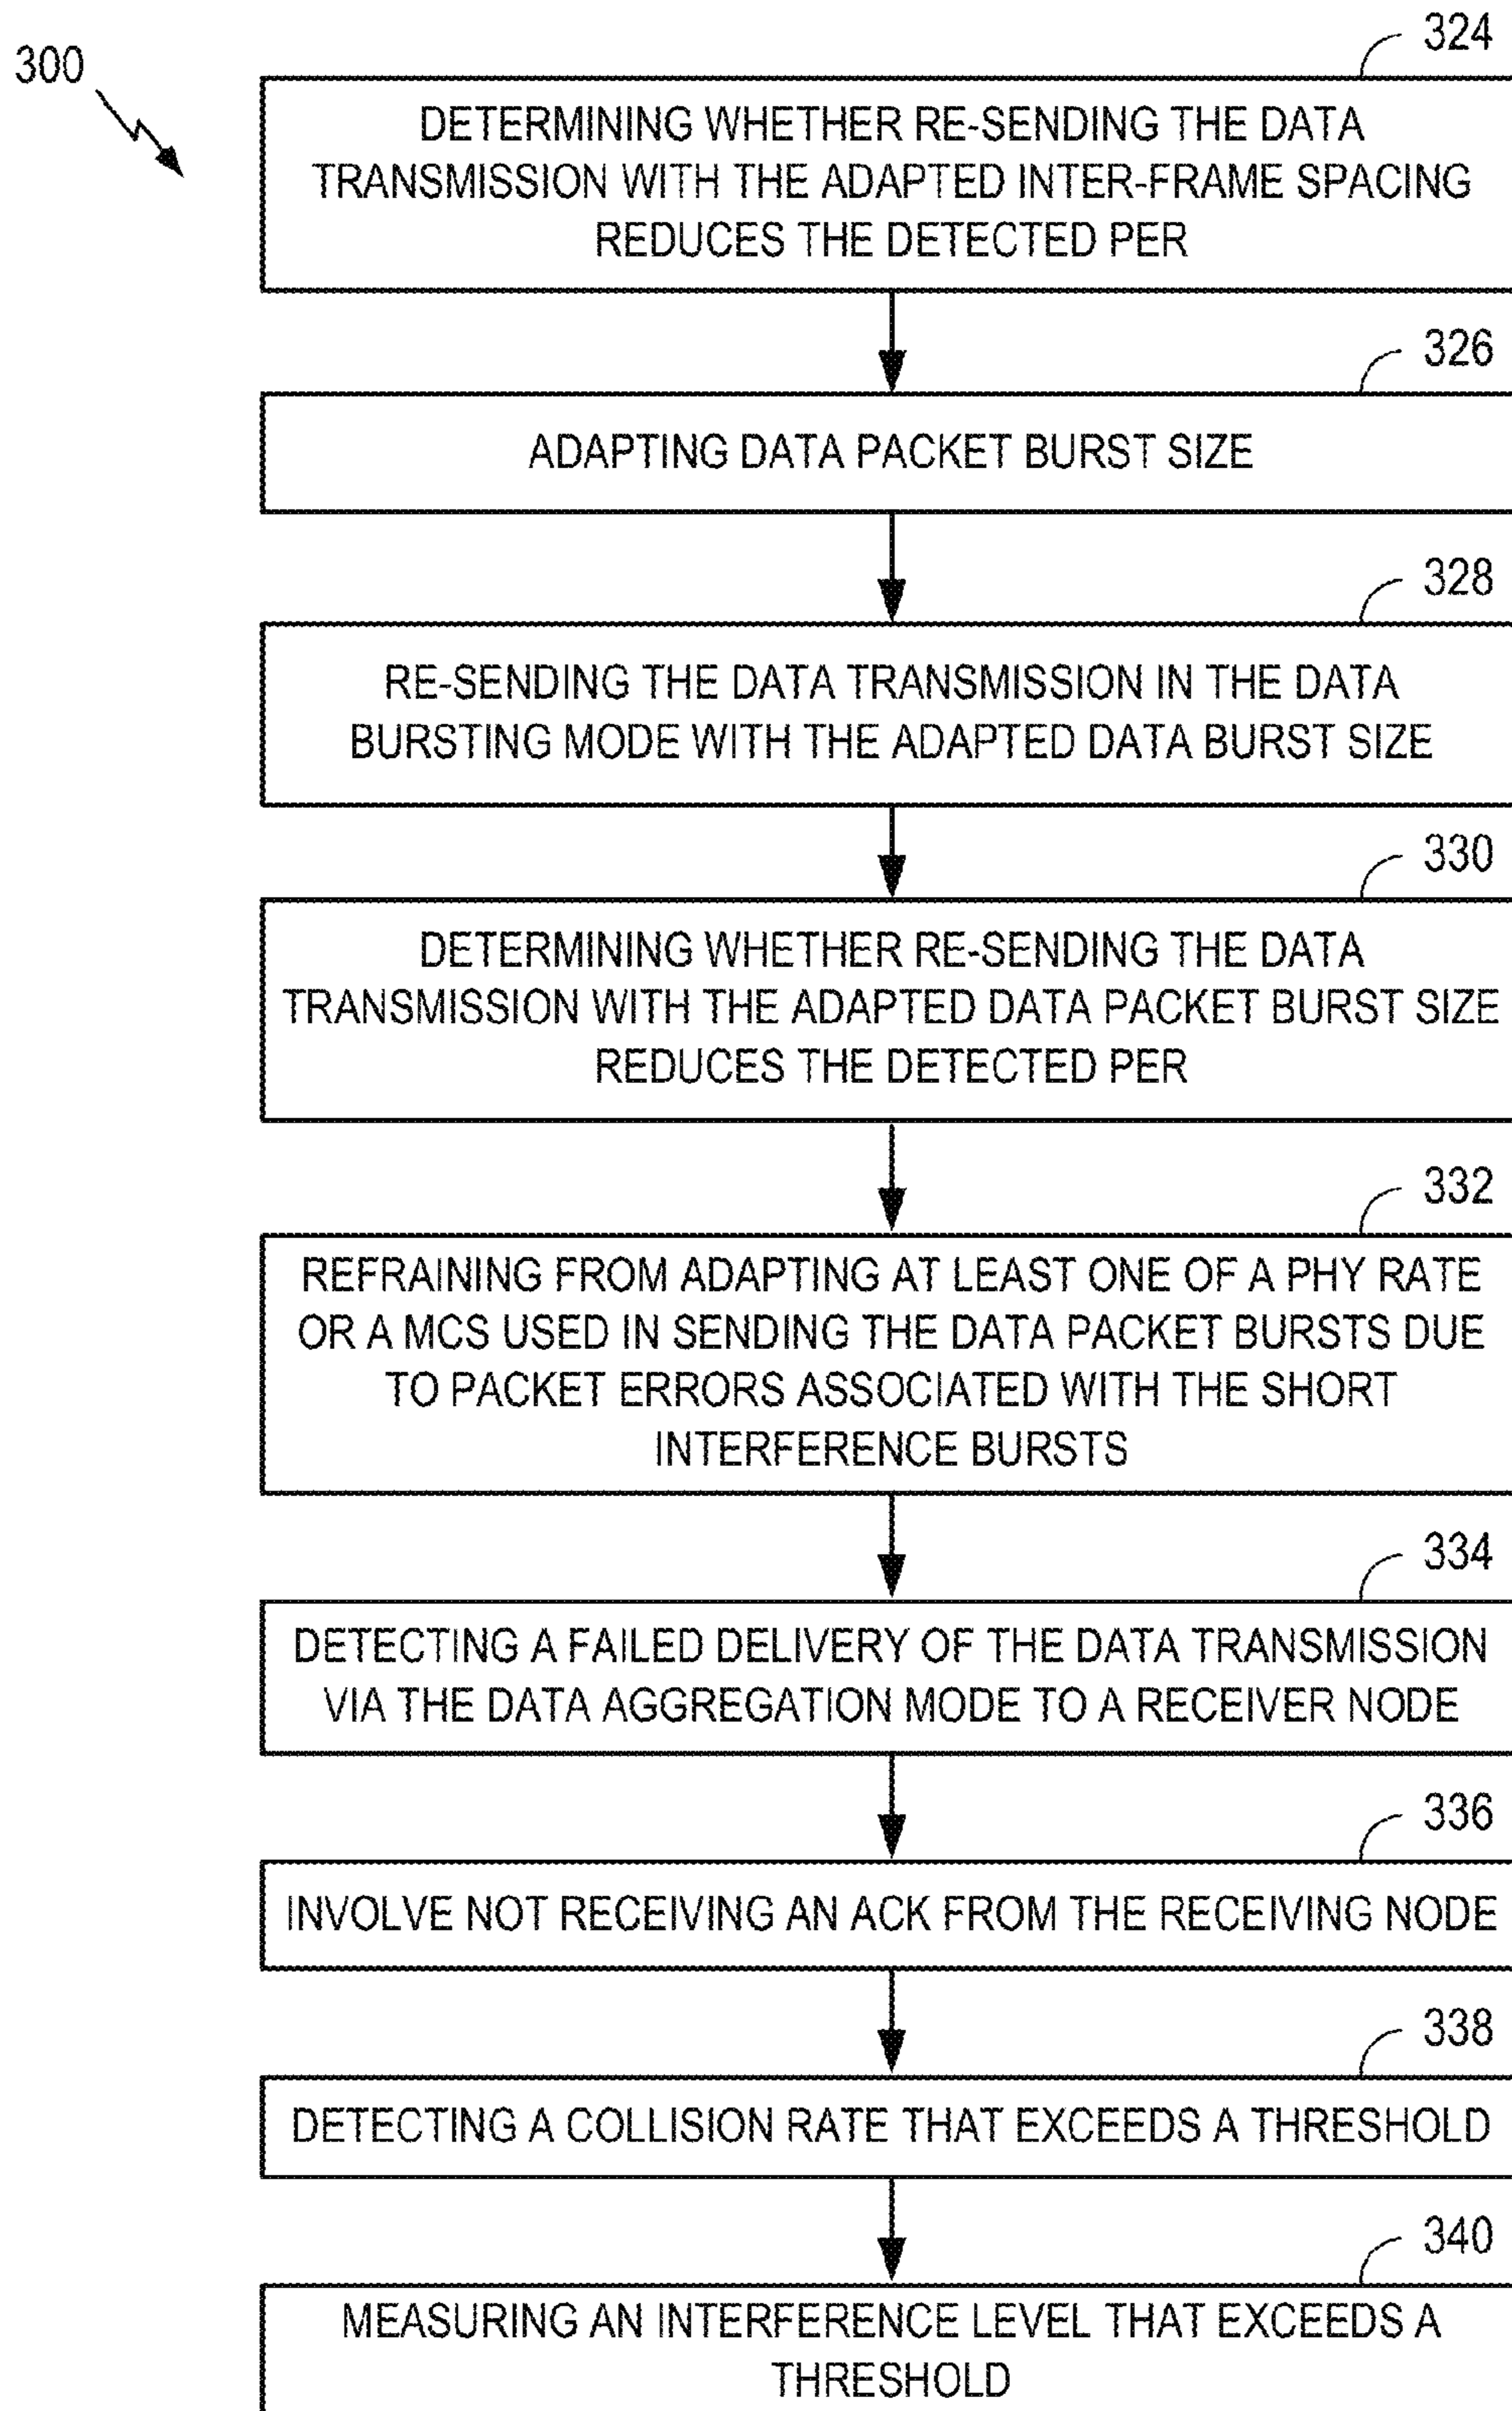 300
324
DETERMINING WHETHER RE-SENDING THE DATA
TRANSMISSION WITH THE ADAPTED INTER-FRAME SPACING
REDUCES THE DETECTED PER
326
ADAPTING DATA PACKET BURST SIZE
328
RE-SENDING THE DATA TRANSMISSION IN THE DATA
BURSTING MODE WITH THE ADAPTED DATA BURST SIZE
330
DETERMINING WHETHER RE-SENDING THE DATA
TRANSMISSION WITH THE ADAPTED DATA PACKET BURST SIZE
REDUCES THE DETECTED PER
332
REFRAINING FROM ADAPTING AT LEAST ONE OF A PHY RATE
OR A MCS USED IN SENDING THE DATA PACKET BURSTS DUE
TO PACKET ERRORS ASSOCIATED WITH THE SHORT
INTERFERENCE BURSTS
334
DETECTING A FAILED DELIVERY OF THE DATA TRANSMISSION
VIA THE DATA AGGREGATION MODE TO A RECEIVER NODE
336
INVOLVE NOT RECEIVING AN ACK FROM THE RECEIVING NODE
338
DETECTING A COLLISION RATE THAT EXCEEDS A THRESHOLD
340
MEASURING AN INTERFERENCE LEVEL THAT EXCEEDS A
THRESHOLD